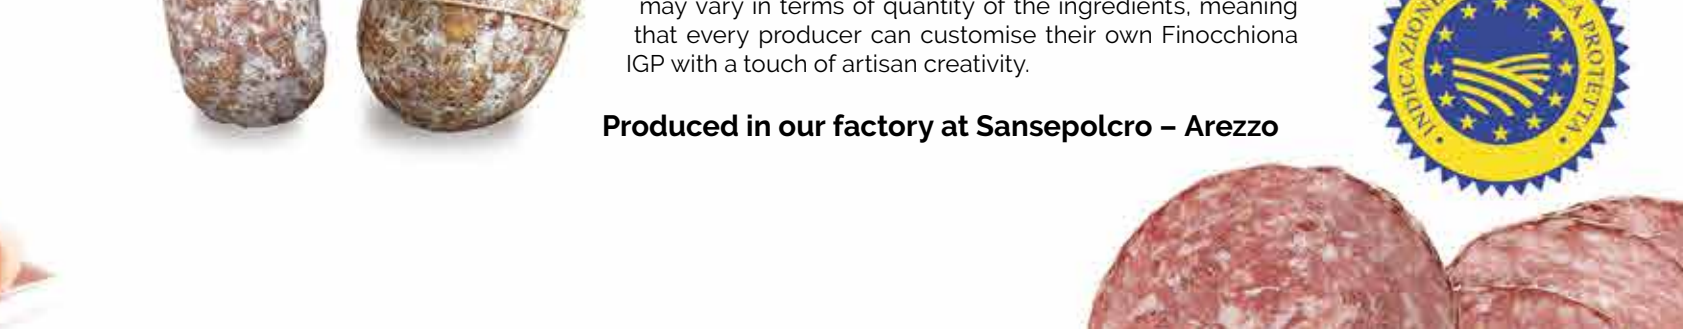 may vary in terms of quantity of the ingredients, meaning
that every producer can customise their own Finocchiona
IGP with a touch of artisan creativity.
Produced in our factory at Sansepolcro – Arezzo
INDICAZIONE
A PROTETTA